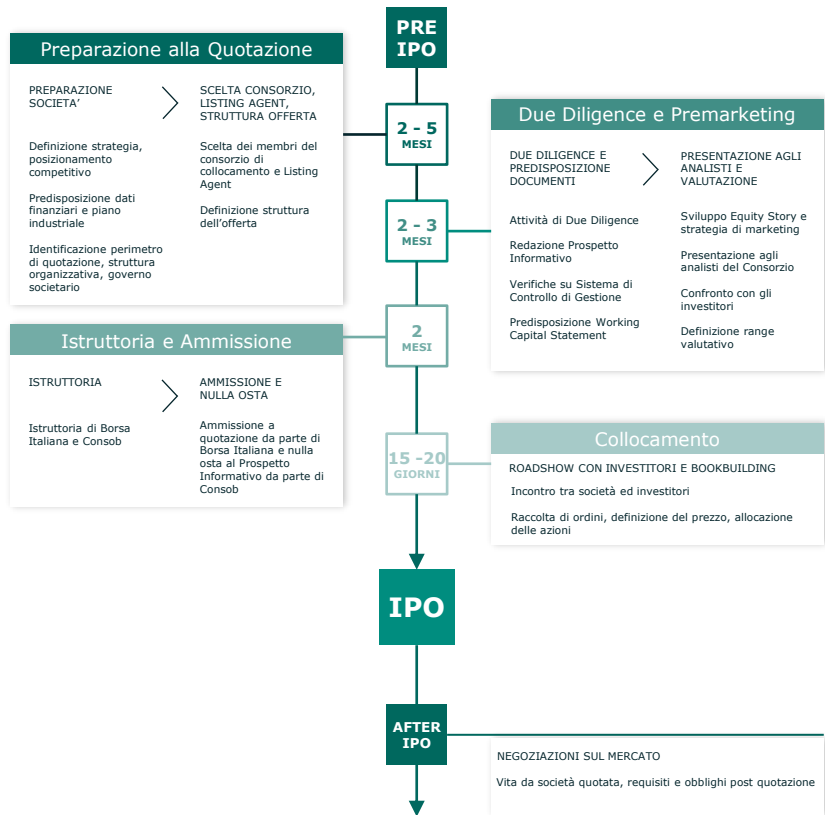 PRE
IPO
Preparazione alla Quotazione
PREPARAZIONE
SOCIETA’
SCELTA CONSORZIO,
LISTING AGENT,
STRUTTURA OFFERTA
Definizione strategia,
posizionamento
competitivo
Predisposizione dati
finanziari e piano
industriale
Identificazione perimetro
di quotazione, struttura
organizzativa, governo
societario
Scelta dei membri del
consorzio di
collocamento e Listing
Agent
Definizione struttura
dell’offerta
2 - 5
MESI
Due Diligence e Premarketing
DUE DILIGENCE E
PREDISPOSIZIONE
DOCUMENTI
PRESENTAZIONE AGLI
ANALISTI E
VALUTAZIONE
Attività di Due Diligence
Redazione Prospetto
Informativo
Verifiche su Sistema di
Controllo di Gestione
Predisposizione Working
Capital Statement
Sviluppo Equity Story e
strategia di marketing
Presentazione agli
analisti del Consorzio
Confronto con gli
investitori
Definizione range
valutativo
2 - 3
MESI
Istruttoria e Ammissione
ISTRUTTORIA
AMMISSIONE E
NULLA OSTA
Istruttoria di Borsa
Italiana e Consob
Ammissione a
quotazione da parte di
Borsa Italiana e nulla
osta al Prospetto
Informativo da parte di
Consob
2
MESI
15 -20
GIORNI
Collocamento
ROADSHOW CON INVESTITORI E BOOKBUILDING
Incontro tra società ed investitori
Raccolta di ordini, definizione del prezzo, allocazione
delle azioni
IPO
AFTER
IPO
NEGOZIAZIONI SUL MERCATO
Vita da società quotata, requisiti e obblighi post quotazione